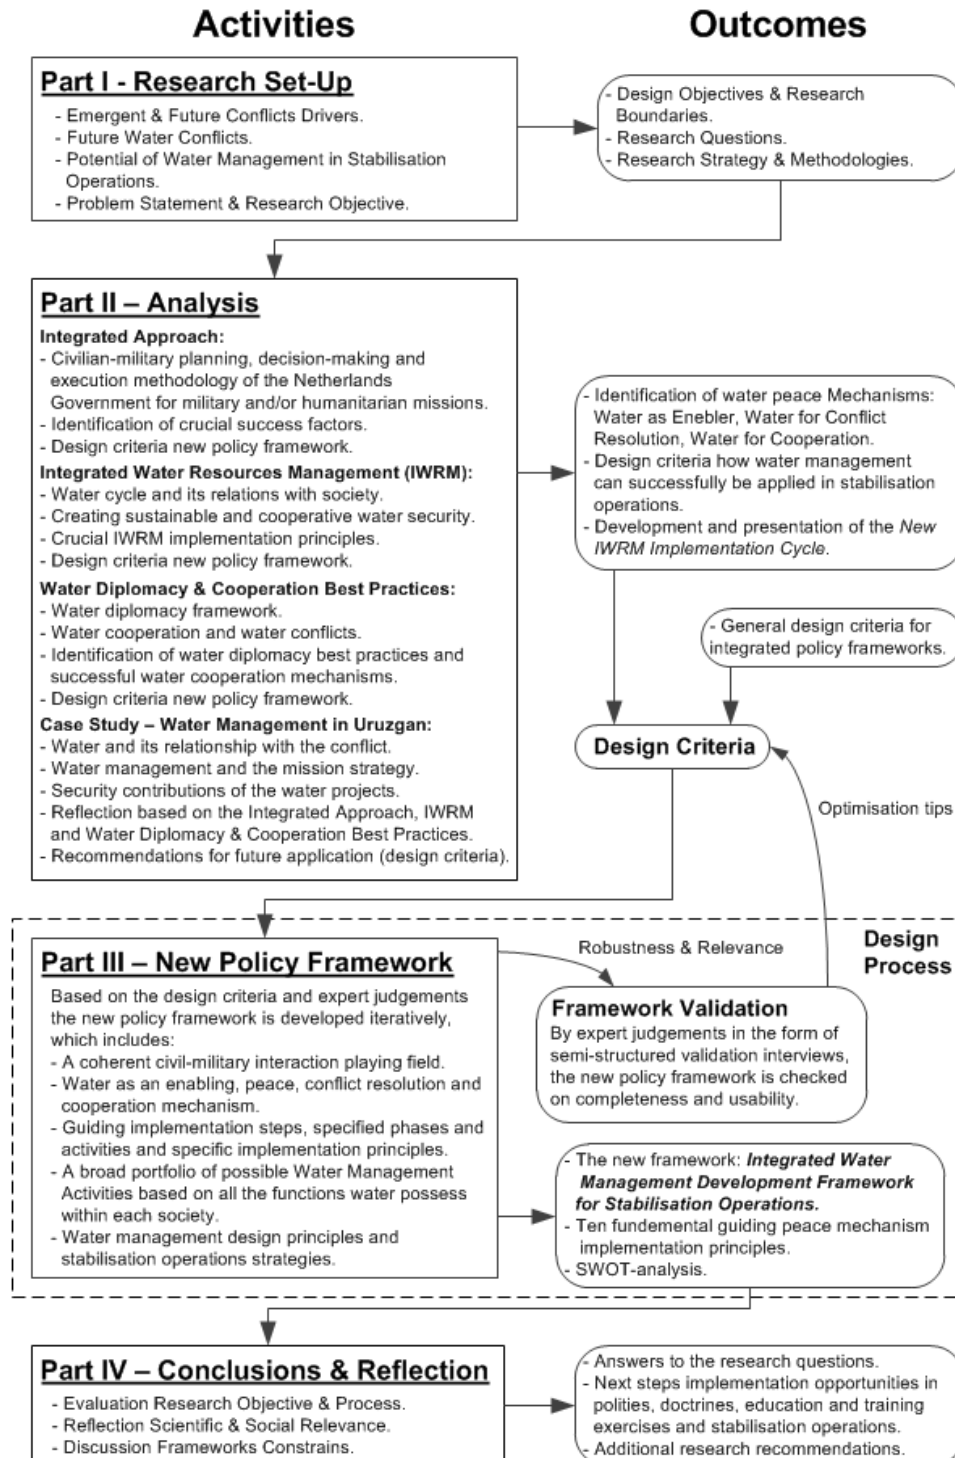 Activities
Outcomes
Part I - Research Set-Up
- Emergent & Future Conflicts Drivers.
- Future Water Conflicts.
- Potential of Water Management in Stabilisation
Operations.
- Problem Statement & Research Objective.
- Design Objectives & Research
Boundaries.
- Research Questions.
- Research Strategy & Methodologies.
Part II – Analysis
Integrated Approach:
- Civilian-military planning, decision-making and
execution methodology of the Netherlands
Government for military and/or humanitarian missions.
- Identification of crucial success factors.
- Design criteria new policy framework.
Integrated Water Resources Management (IWRM):
- Water cycle and its relations with society.
- Creating sustainable and cooperative water security.
- Crucial IWRM implementation principles.
- Design criteria new policy framework.
Water Diplomacy & Cooperation Best Practices:
- Water diplomacy framework.
- Water cooperation and water conflicts.
- Identification of water diplomacy best practices and
successful water cooperation mechanisms.
- Design criteria new policy framework.
Case Study – Water Management in Uruzgan:
- Water and its relationship with the conflict.
- Water management and the mission strategy.
- Security contributions of the water projects.
- Reflection based on the Integrated Approach, IWRM
and Water Diplomacy & Cooperation Best Practices.
- Recommendations for future application (design criteria).
- Identification of water peace Mechanisms:
Water as Enebler, Water for Conflict
Resolution, Water for Cooperation.
- Design criteria how water management
can successfully be applied in stabilisation
operations.
- Development and presentation of the New
IWRM Implementation Cycle.
- General design criteria for
integrated policy frameworks.
Design Criteria
Optimisation tips
Design
Process
Part III – New Policy Framework
Based on the design criteria and expert judgements
the new policy framework is developed iteratively,
which includes:
- A coherent civil-military interaction playing field.
- Water as an enabling, peace, conflict resolution and
cooperation mechanism.
- Guiding implementation steps, specified phases and
activities and specific implementation principles.
- A broad portfolio of possible Water Management
Activities based on all the functions water possess
within each society.
- Water management design principles and
stabilisation operations strategies.
Robustness & Relevance
Framework Validation
By expert judgements in the form of
semi-structured validation interviews,
the new policy framework is checked
on completeness and usability.
- The new framework: Integrated Water
Management Development Framework
for Stabilisation Operations.
- Ten fundemental guiding peace mechanism
implementation principles.
- SWOT-analysis.
Part IV – Conclusions & Reflection
- Evaluation Research Objective & Process.
- Reflection Scientific & Social Relevance.
- Discussion Frameworks Constrains.
- Answers to the research questions.
- Next steps implementation opportunities in
polities, doctrines, education and training
exercises and stabilisation operations.
- Additional research recommendations.